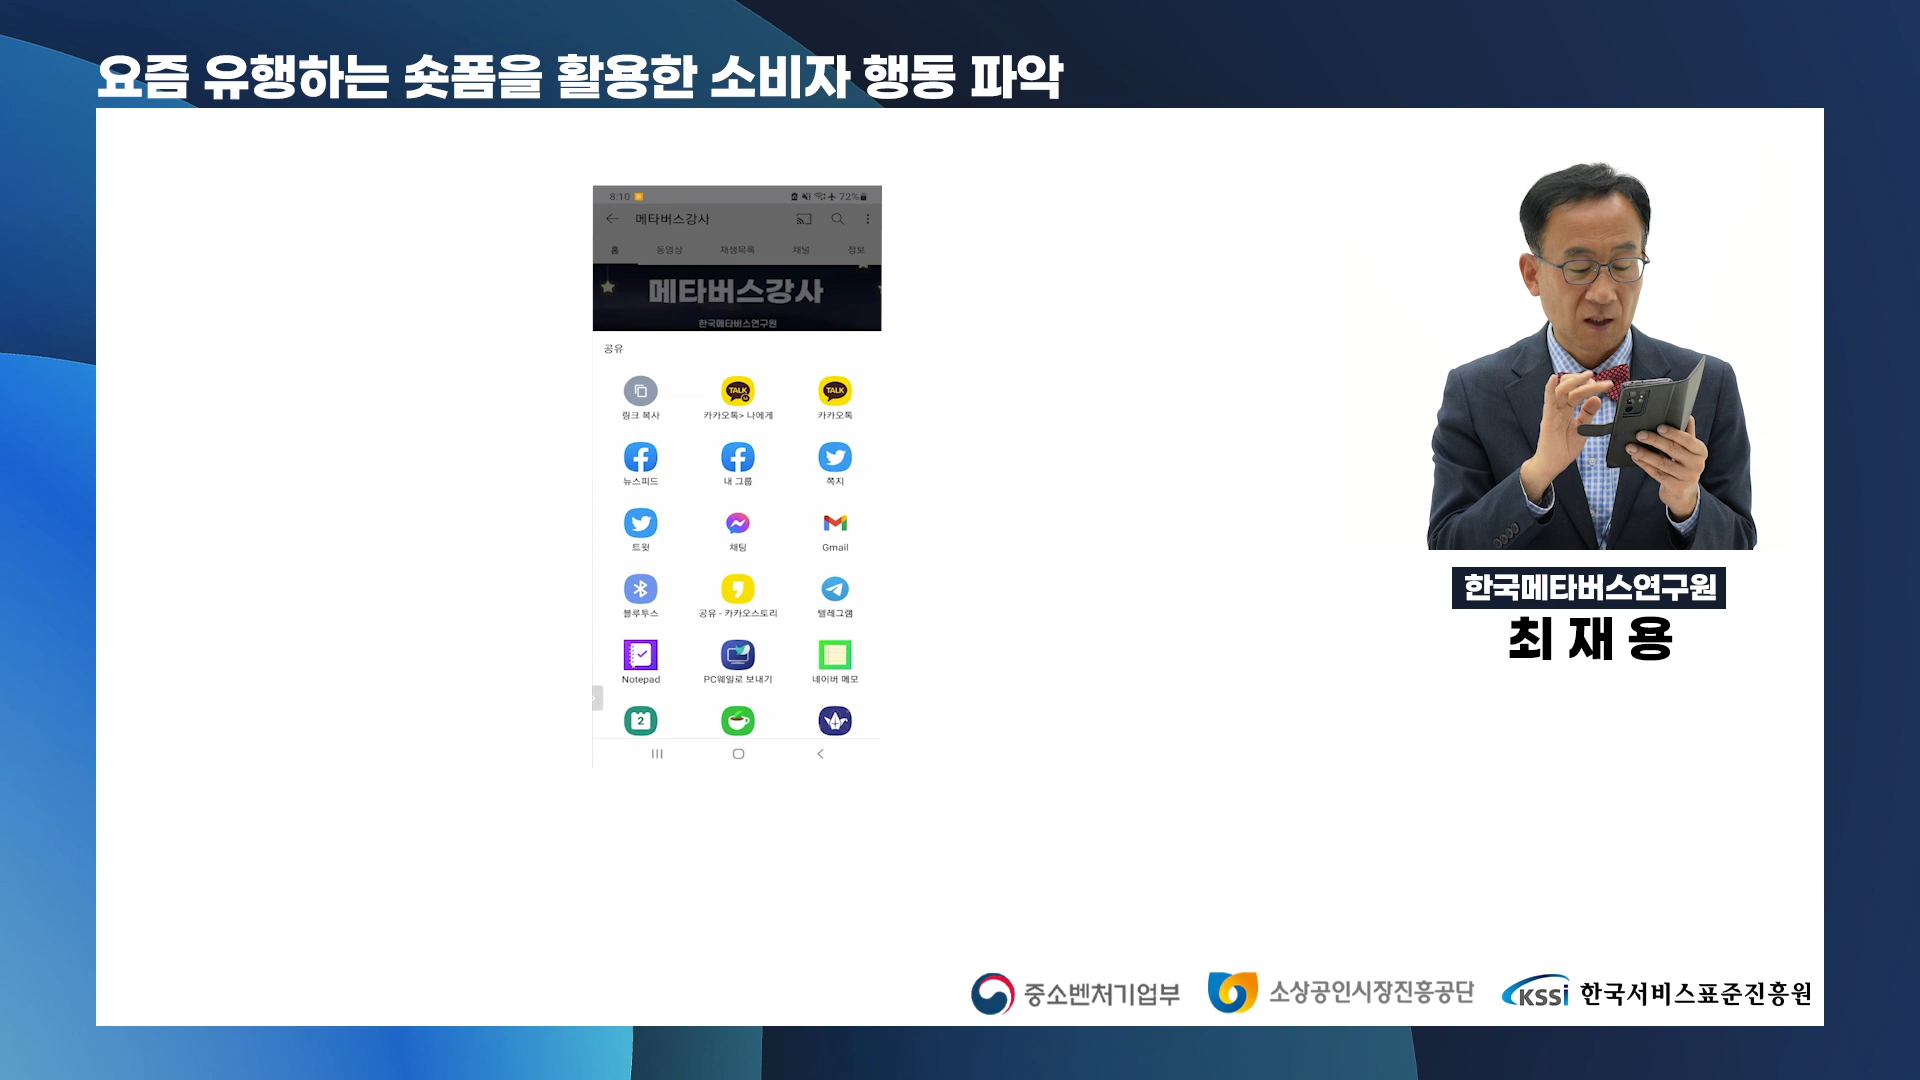 요즘 유행하는 숏폼을 활용한 소비자 행동 파악
8:10 72%
메타버스강사
홈 동영상 재생목록 채널 정보
메타버스강사
한국메타버스연구원
공유
링크 복사 카카오톡> 나에게 카카오톡
뉴스피드 내 그룹 쪽지
트윗 채팅 Gmail
블루투스 공유 - 카카오스토리 텔레그램
Notepad PC웨일로 보내기 네이버 메모
2
TALK
TALK
한국메타버스연구원
최재용
중소벤처기업부 소상공인시장진흥공단 KSSi 한국서비스표준진흥원